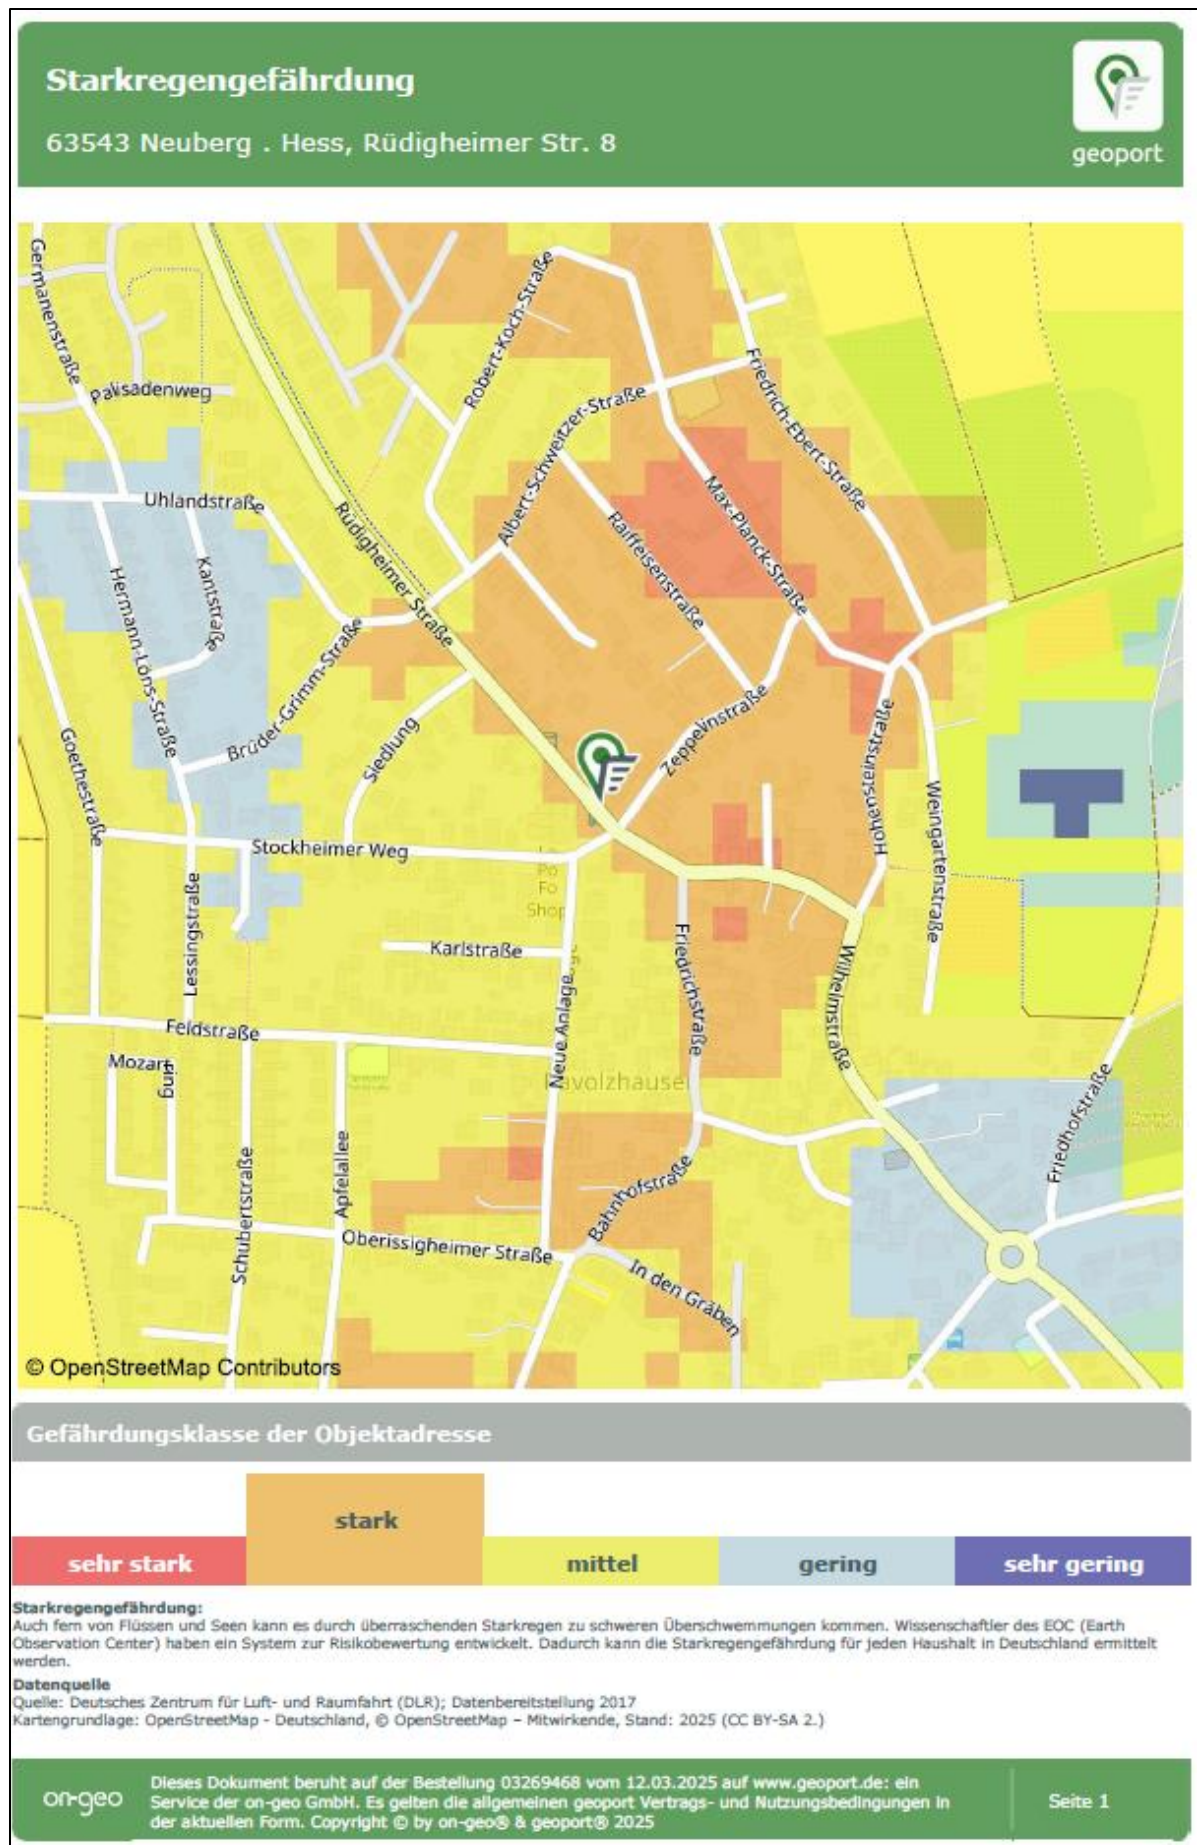 Starkregengefährdung
63543 Neuberg . Hess, Rüdigheimer Str. 8
geoport
Germanenstraße
Palisadenweg
Robert-Koch-Straße
Friedrich-Ebert-Straße
Albert-Schweitzer-Straße
Uhlandstraße
Rüdigheimer Straße
Max-Planck-Straße
Raiffeisenstraße
Kantstraße
Hermann-Löns-Straße
Brüder-Grimm-Straße
Goethestraße
Siedlung
Zeppelinstraße
Hohensteinstraße
Weingartenstraße
Stockheimer Weg
Po
Fo
Shop
Lessingstraße
Karlstraße
Friedrichstraße
Wilhelmstraße
Feldstraße
Neue Anlage
Mozart
ring
Friedhofstraße
Schubertstraße
Apfelallee
Bahnhofstraße
Oberissigheimer Straße
In den Gräben
© OpenStreetMap Contributors
Gefährdungsklasse der Objektadresse
stark
sehr stark mittel gering sehr gering
Starkregengefährdung:
Auch fern von Flüssen und Seen kann es durch überraschenden Starkregen zu schweren Überschwemmungen kommen. Wissenschaftler des EOC (Earth
Observation Center) haben ein System zur Risikobewertung entwickelt. Dadurch kann die Starkregengefährdung für jeden Haushalt in Deutschland ermittelt
werden.
Datenquelle
Quelle: Deutsches Zentrum für Luft- und Raumfahrt (DLR); Datenbereitstellung 2017
Kartengrundlage: OpenStreetMap - Deutschland, © OpenStreetMap – Mitwirkende, Stand: 2025 (CC BY-SA 2.)
on-geo
Dieses Dokument beruht auf der Bestellung 03269468 vom 12.03.2025 auf www.geoport.de: ein
Service der on-geo GmbH. Es gelten die allgemeinen geoport Vertrags- und Nutzungsbedingungen in
der aktuellen Form. Copyright © by on-geo® & geoport® 2025
Seite 1